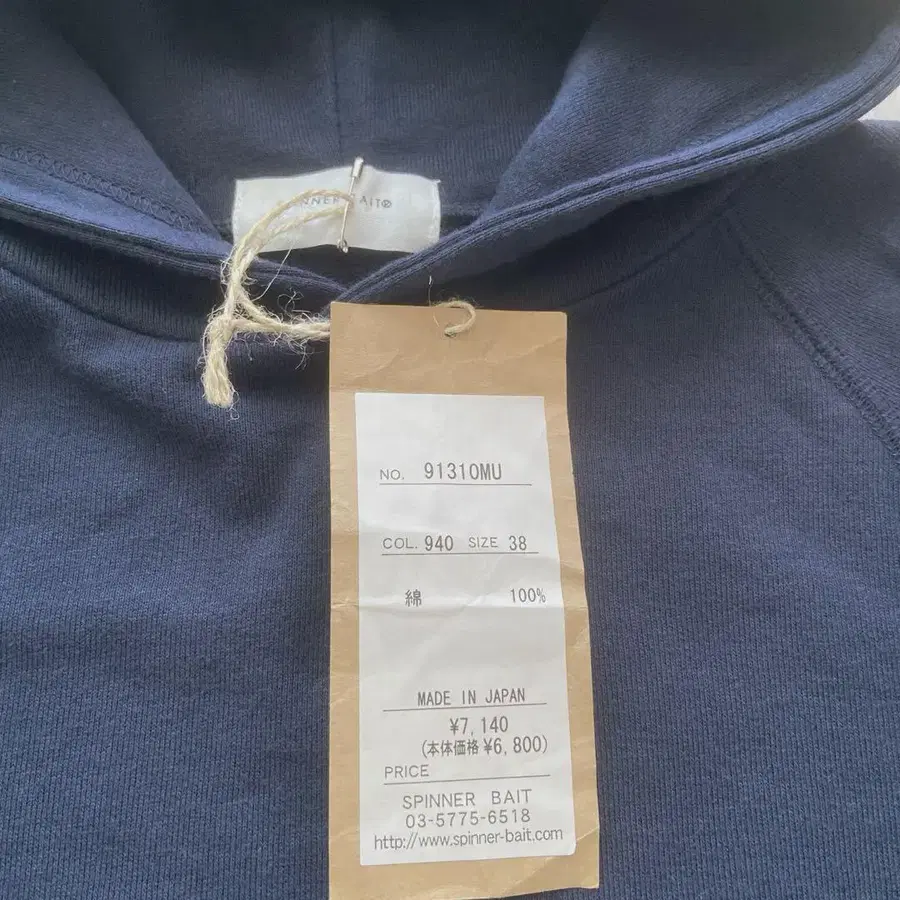 SPINNER BAIT®
NO. 91310MU
COL. 940 SIZE 38
綿 100%
MADE IN JAPAN
¥7,140
(本体価格¥6,800)
PRICE
SPINNER BAIT
03-5775-6518
http://www.spinner-bait.com